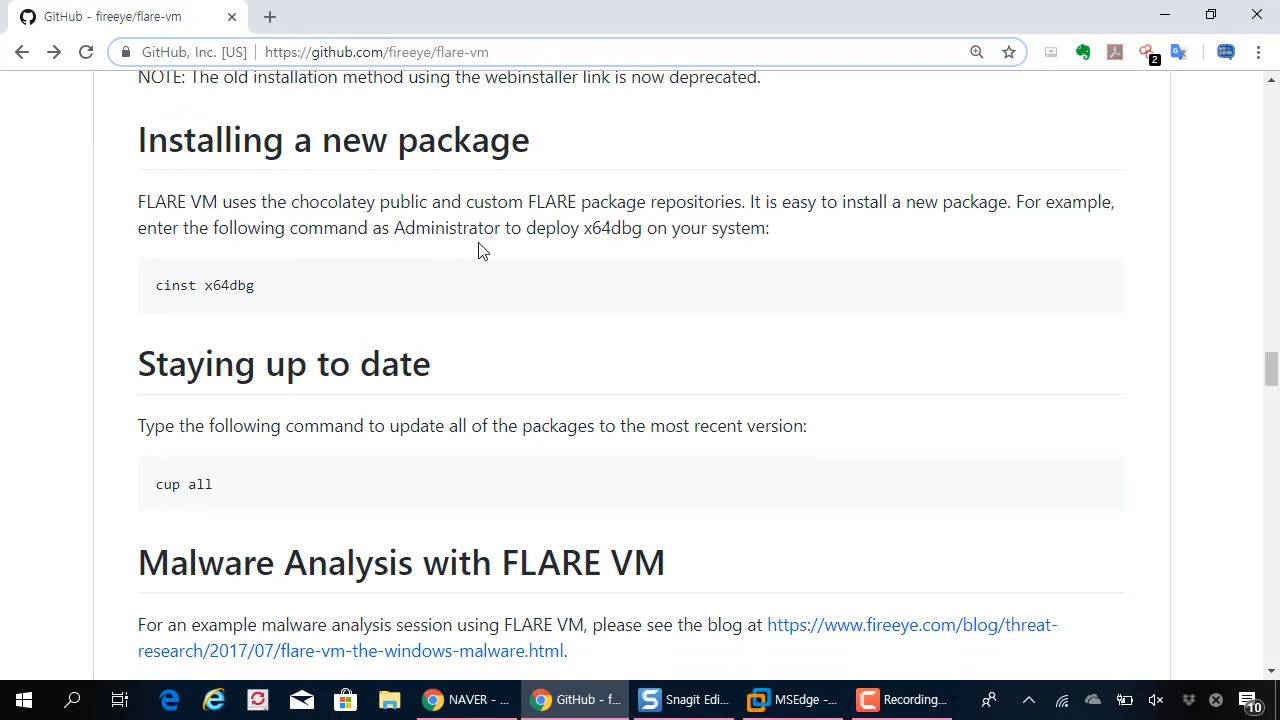 GitHub - fireeye/flare-vm
GitHub, Inc. [US] https://github.com/fireeye/flare-vm
2
NOTE: The old installation method using the webinstaller link is now deprecated.
Installing a new package
FLARE VM uses the chocolatey public and custom FLARE package repositories. It is easy to install a new package. For example,
enter the following command as Administrator to deploy x64dbg on your system:
cinst x64dbg
Staying up to date
Type the following command to update all of the packages to the most recent version:
cup all
Malware Analysis with FLARE VM
For an example malware analysis session using FLARE VM, please see the blog at https://www.fireeye.com/blog/threat-
research/2017/07/flare-vm-the-windows-malware.html.
NAVER - ... GitHub - f... Snagit Edi... MSEdge - ... Recording... 10